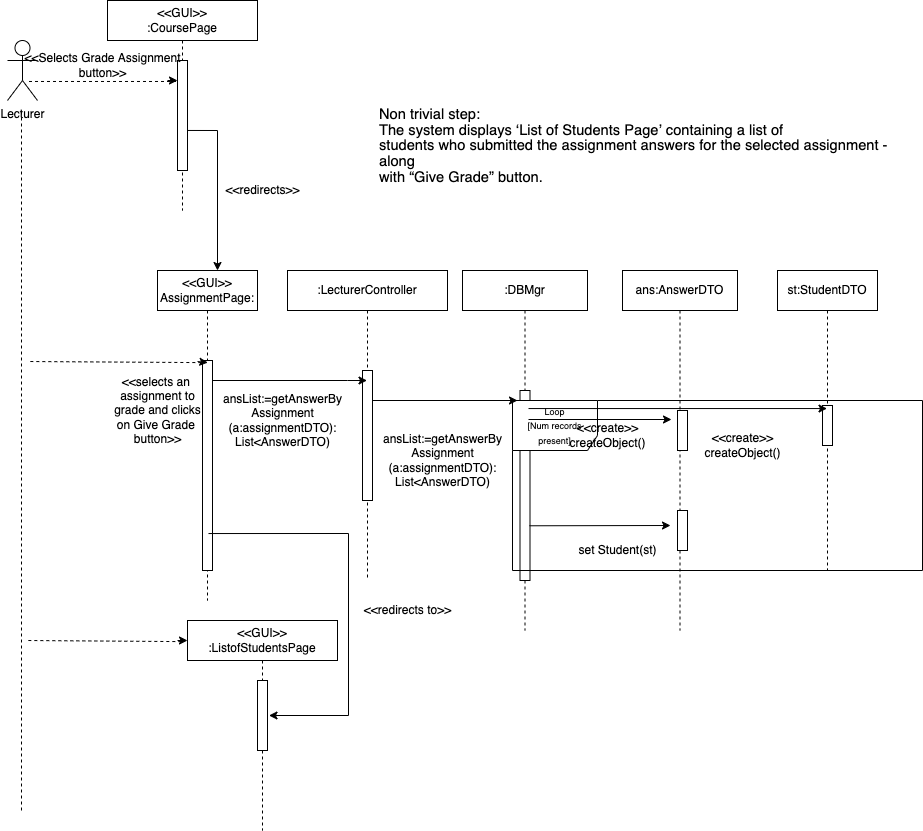 <<GUI>>
:CoursePage
<<Selects Grade Assignment
button>>
Lecturer
Non trivial step:
The system displays ‘List of Students Page’ containing a list of
students who submitted the assignment answers for the selected assignment -
along
with “Give Grade” button.
<<redirects>>
<<GUI>>
AssignmentPage:
:LecturerController
:DBMgr
ans:AnswerDTO
st:StudentDTO
<<selects an
assignment to
grade and clicks
on Give Grade
button>>
ansList:=getAnswerBy
Assignment
(a:assignmentDTO):
List<AnswerDTO)
ansList:=getAnswerBy
Assignment
(a:assignmentDTO):
List<AnswerDTO)
Loop
[Num records
present]
<<create>>
createObject()
<<create>>
createObject()
set Student(st)
<<redirects to>>
<<GUI>>
:ListofStudentsPage